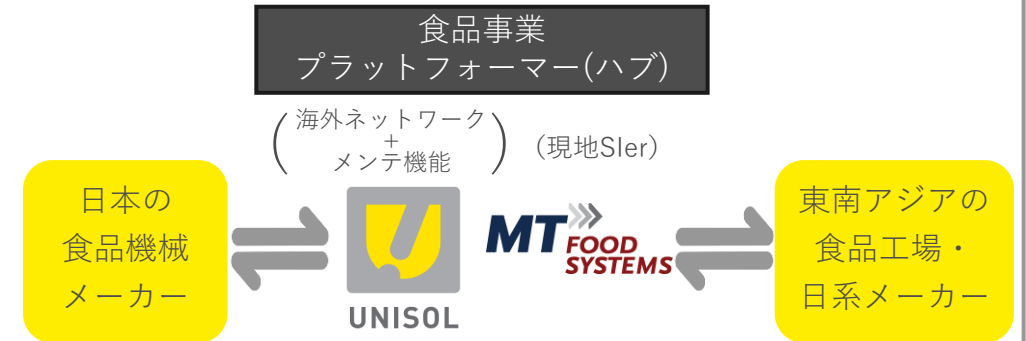 食品事業
プラットフォーマー(ハブ)
海外ネットワーク
+
メンテ機能
(現地SIer)
日本の
食品機械
メーカー
UNISOL
MT FOOD
SYSTEMS
東南アジアの
食品工場・
日系メーカー